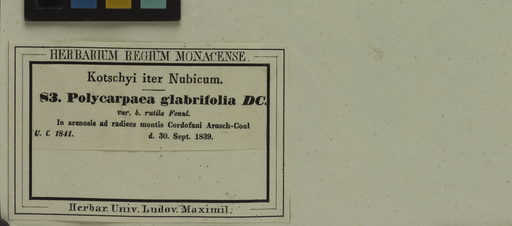 HERBARIUM REGIUM MONACENSE.
Kotschyi iter Nubicum.
83. Polycarpaea glabrifolia DC.
var. b. rutila Fenzl.
In arenosis ad radices montis Cordofani Arasch-Cool
U. i. 1841. d. 30. Sept. 1839.
Herbar. Univ. Ludov. Maximil.